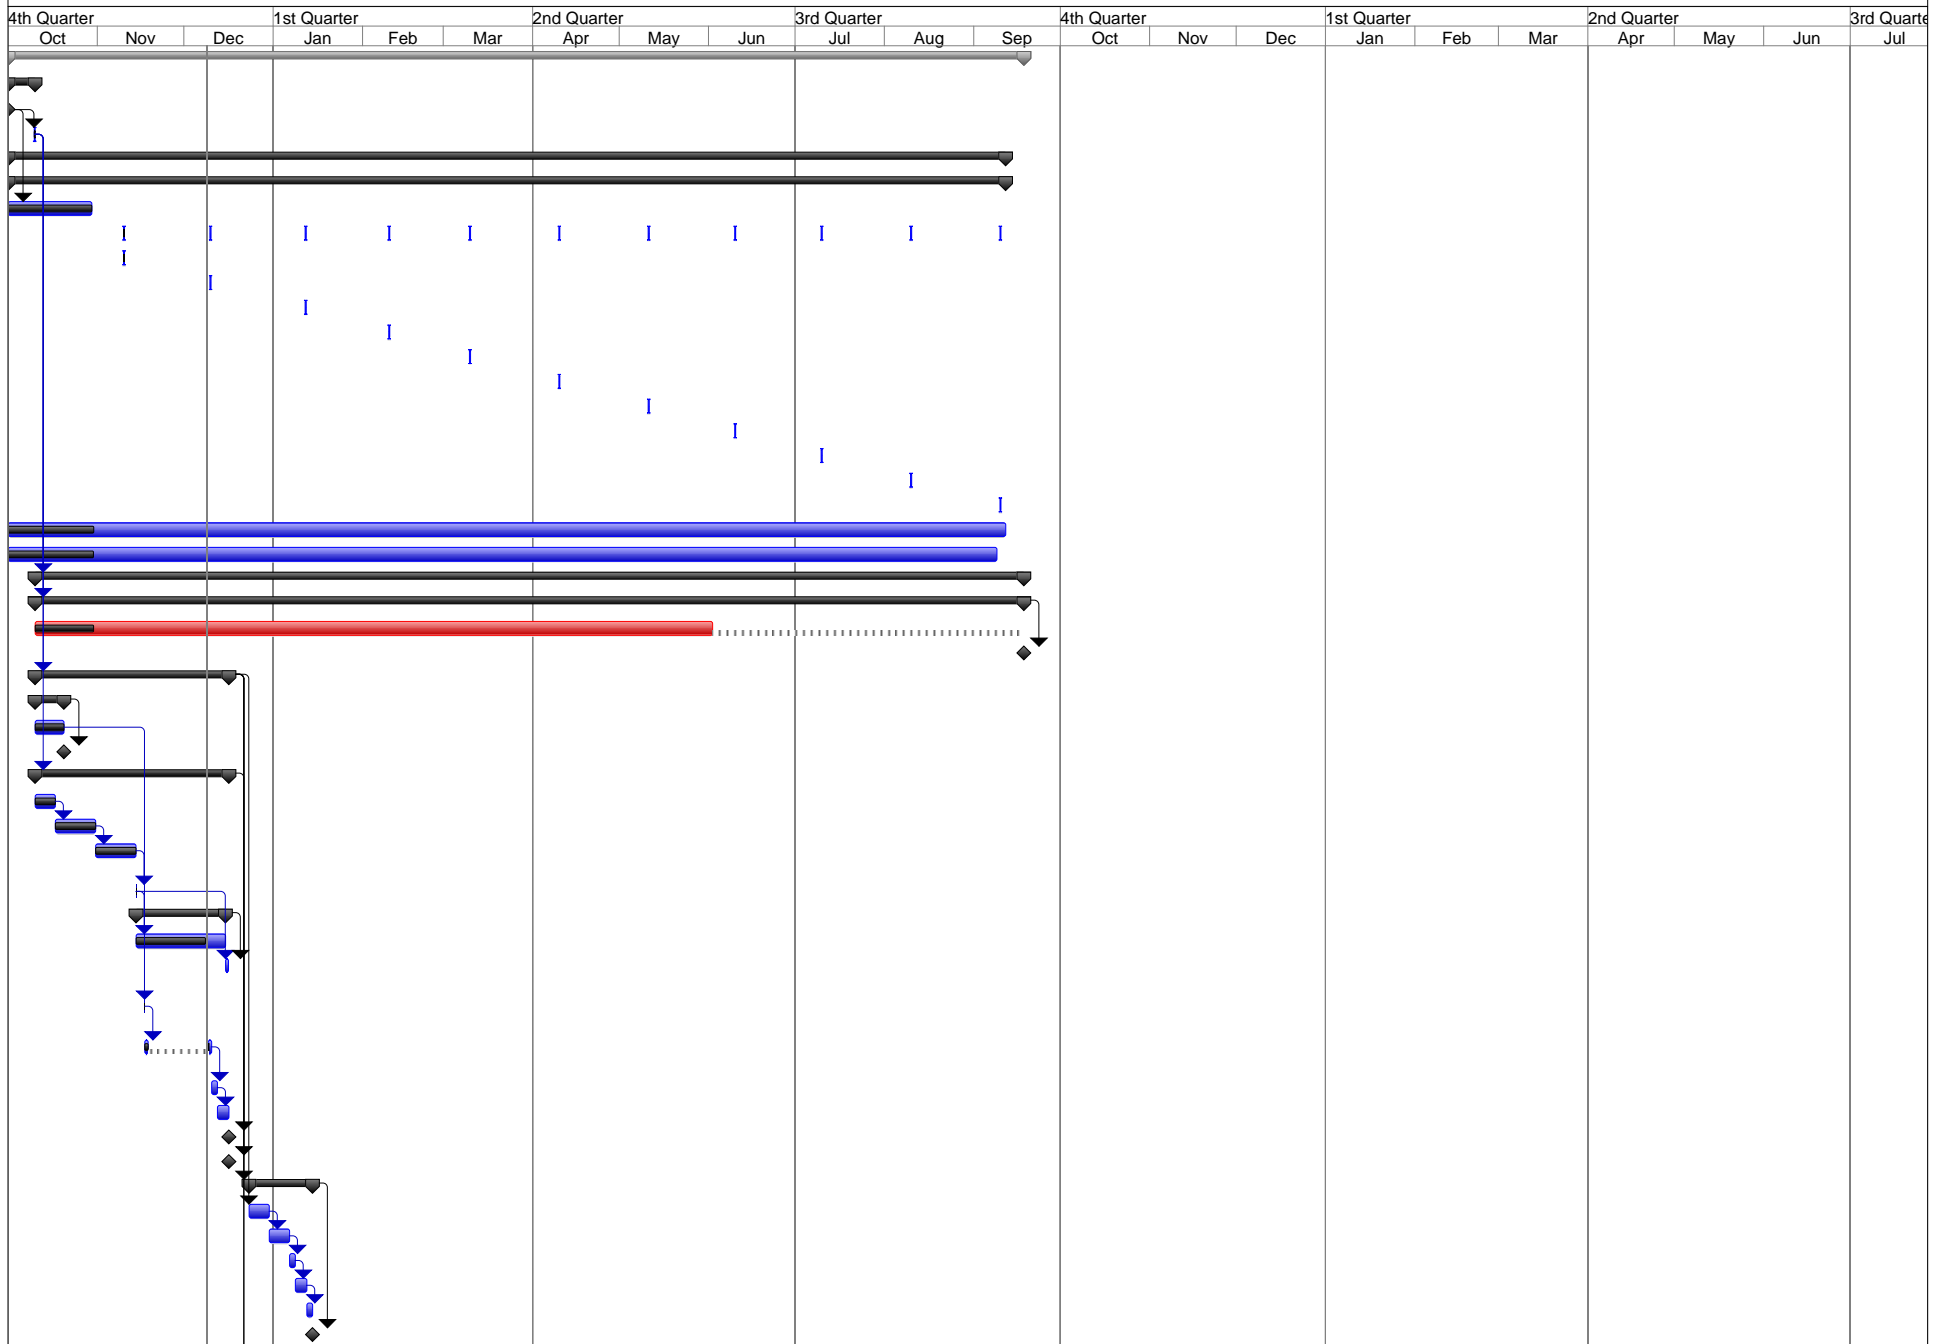 4th Quarter 1st Quarter 2nd Quarter 3rd Quarter 4th Quarter 1st Quarter 2nd Quarter 3rd Quarte
Oct Nov Dec Jan Feb Mar Apr May Jun Jul Aug Sep Oct Nov Dec Jan Feb Mar Apr May Jun Jul